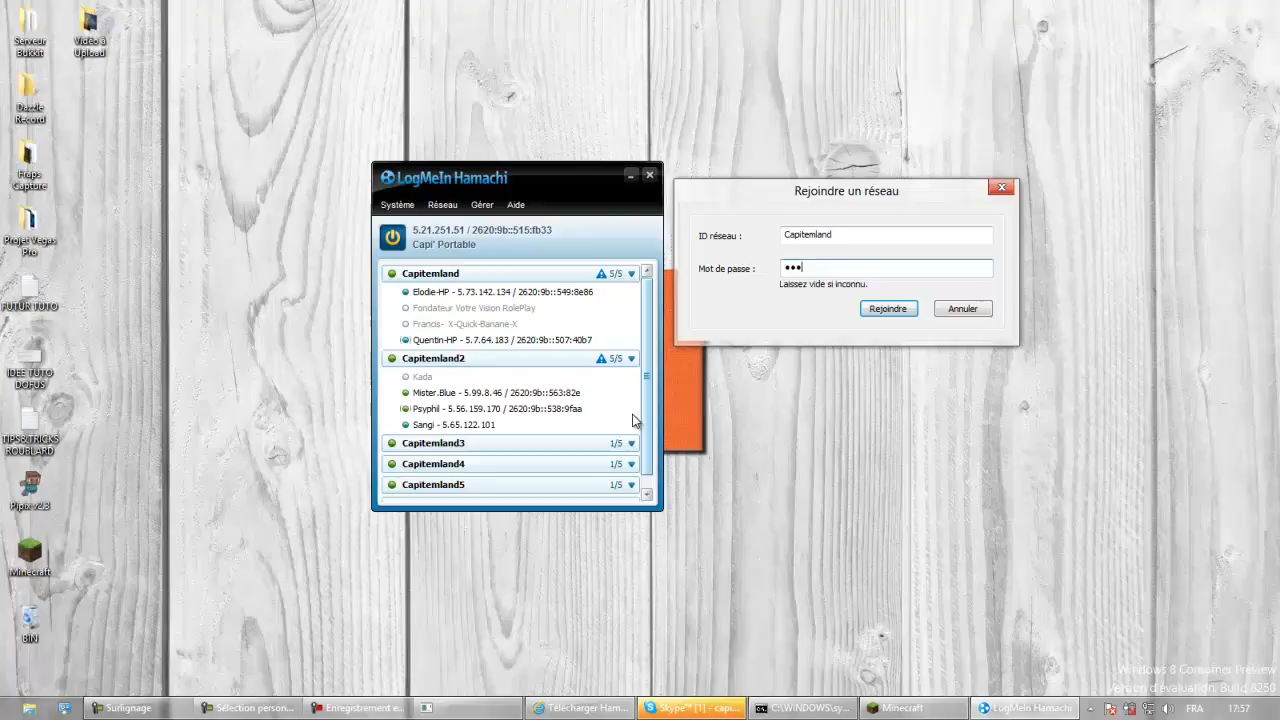 Serveur
Bukkit
Vidéo à
Upload
Dazzle
Record
Fraps
Capture
Projet Vegas
Pro
FUTUR TUTO
IDEE TUTO
DOFUS
TIPS&TRICKS
ROUBLARD
Pipix v2.3
Minecraft
BIN
LogMeIn Hamachi
Système Réseau Gérer Aide
5.21.251.51 / 2620:9b::515:fb33
Capi' Portable
Capitemland 5/5
Elodie-HP - 5.73.142.134 / 2620:9b::549:8e86
Fondateur Votre Vision RolePlay
Francis- X-Quick-Banane-X
Quentin-HP - 5.7.64.183 / 2620:9b::507:40b7
Capitemland2 5/5
Kada
Mister.Blue - 5.99.8.46 / 2620:9b::563:82e
Psyphil - 5.56.159.170 / 2620:9b::538:9faa
Sangi - 5.65.122.101
Capitemland3 1/5
Capitemland4 1/5
Capitemland5 1/5
Rejoindre un réseau
ID réseau : Capitemland
Mot de passe : •••
Laissez vide si inconnu.
Rejoindre Annuler
Windows 8 Consumer Preview
Version d'évaluation. Build 8250
Surlignage
Sélection person...
Enregistrement e...
Télécharger Ham...
Skype™ [1] - capi...
C:\WINDOWS\sy...
Minecraft
LogMeIn Hamachi
FRA
17:57